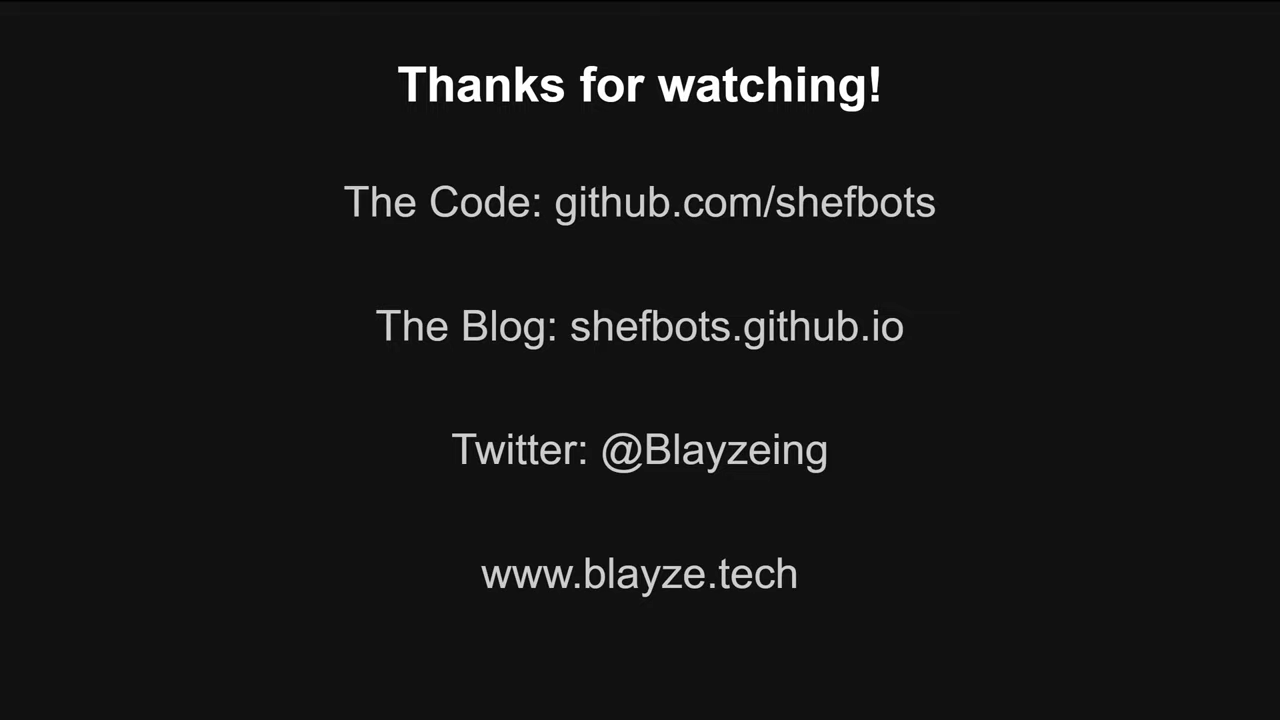 Thanks for watching!
The Code: github.com/shefbots
The Blog: shefbots.github.io
Twitter: @Blayzeing
www.blayze.tech